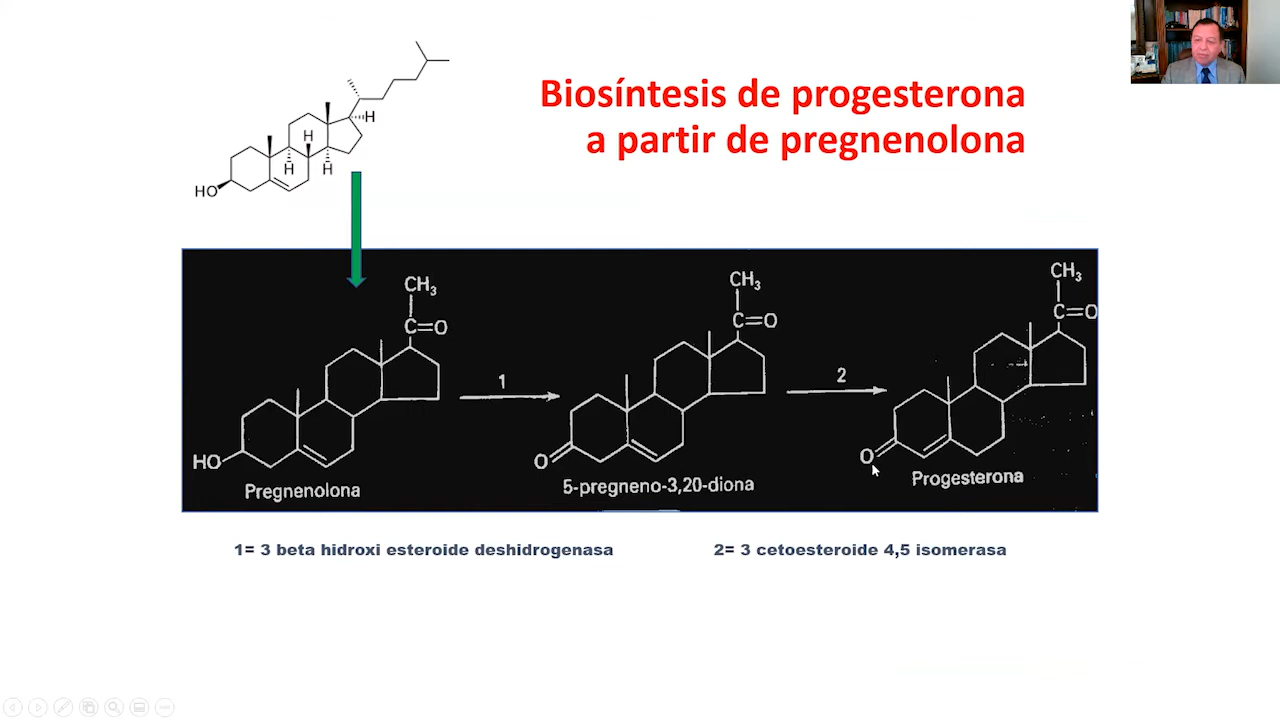 Biosíntesis de progesterona
a partir de pregnenolona
H
H
H
H
HO
CH₃
C=O
HO
Pregnenolona
1
CH₃
C=O
O
5-pregneno-3,20-diona
2
CH₃
C=O
O
Progesterona
1= 3 beta hidroxi esteroide deshidrogenasa
2= 3 cetoesteroide 4,5 isomerasa